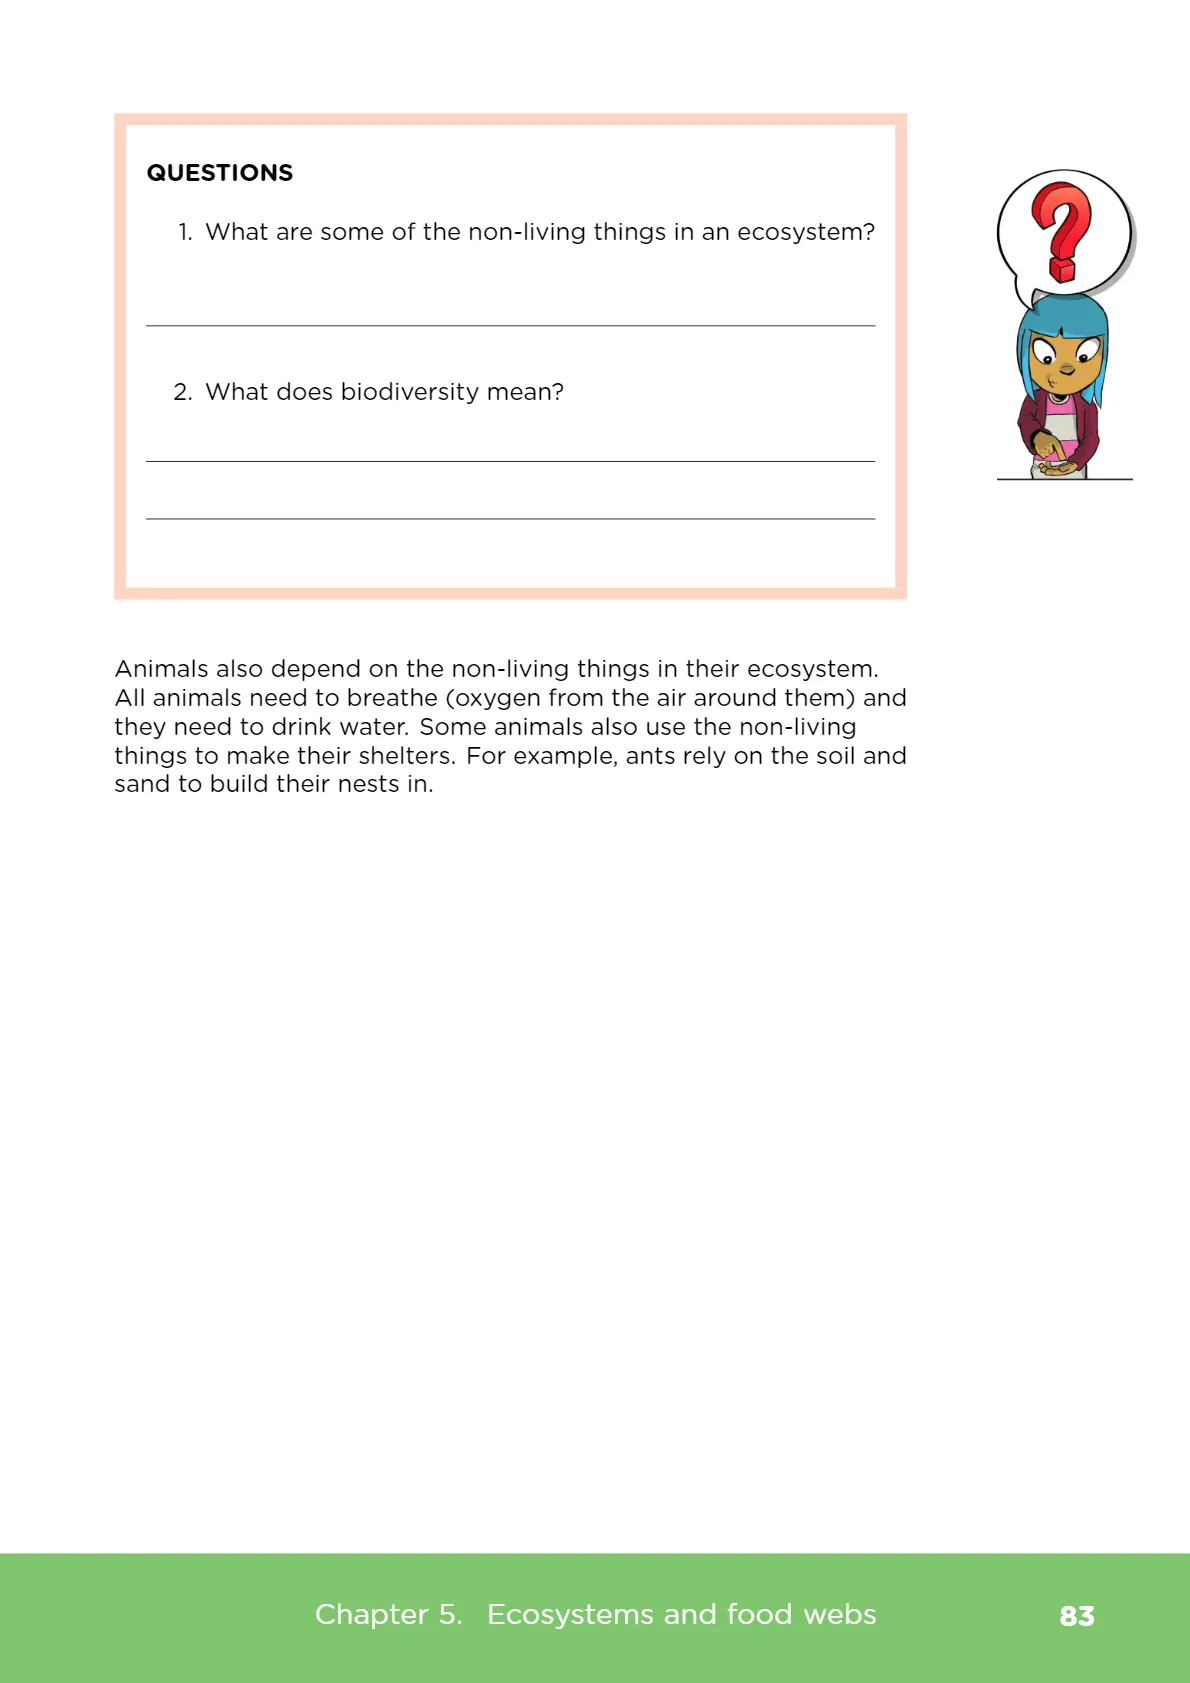 QUESTIONS
1. What are some of the non-living things in an ecosystem?
2. What does biodiversity mean?
?
Animals also depend on the non-living things in their ecosystem.
All animals need to breathe (oxygen from the air around them) and
they need to drink water. Some animals also use the non-living
things to make their shelters. For example, ants rely on the soil and
sand to build their nests in.
Chapter 5. Ecosystems and food webs 83